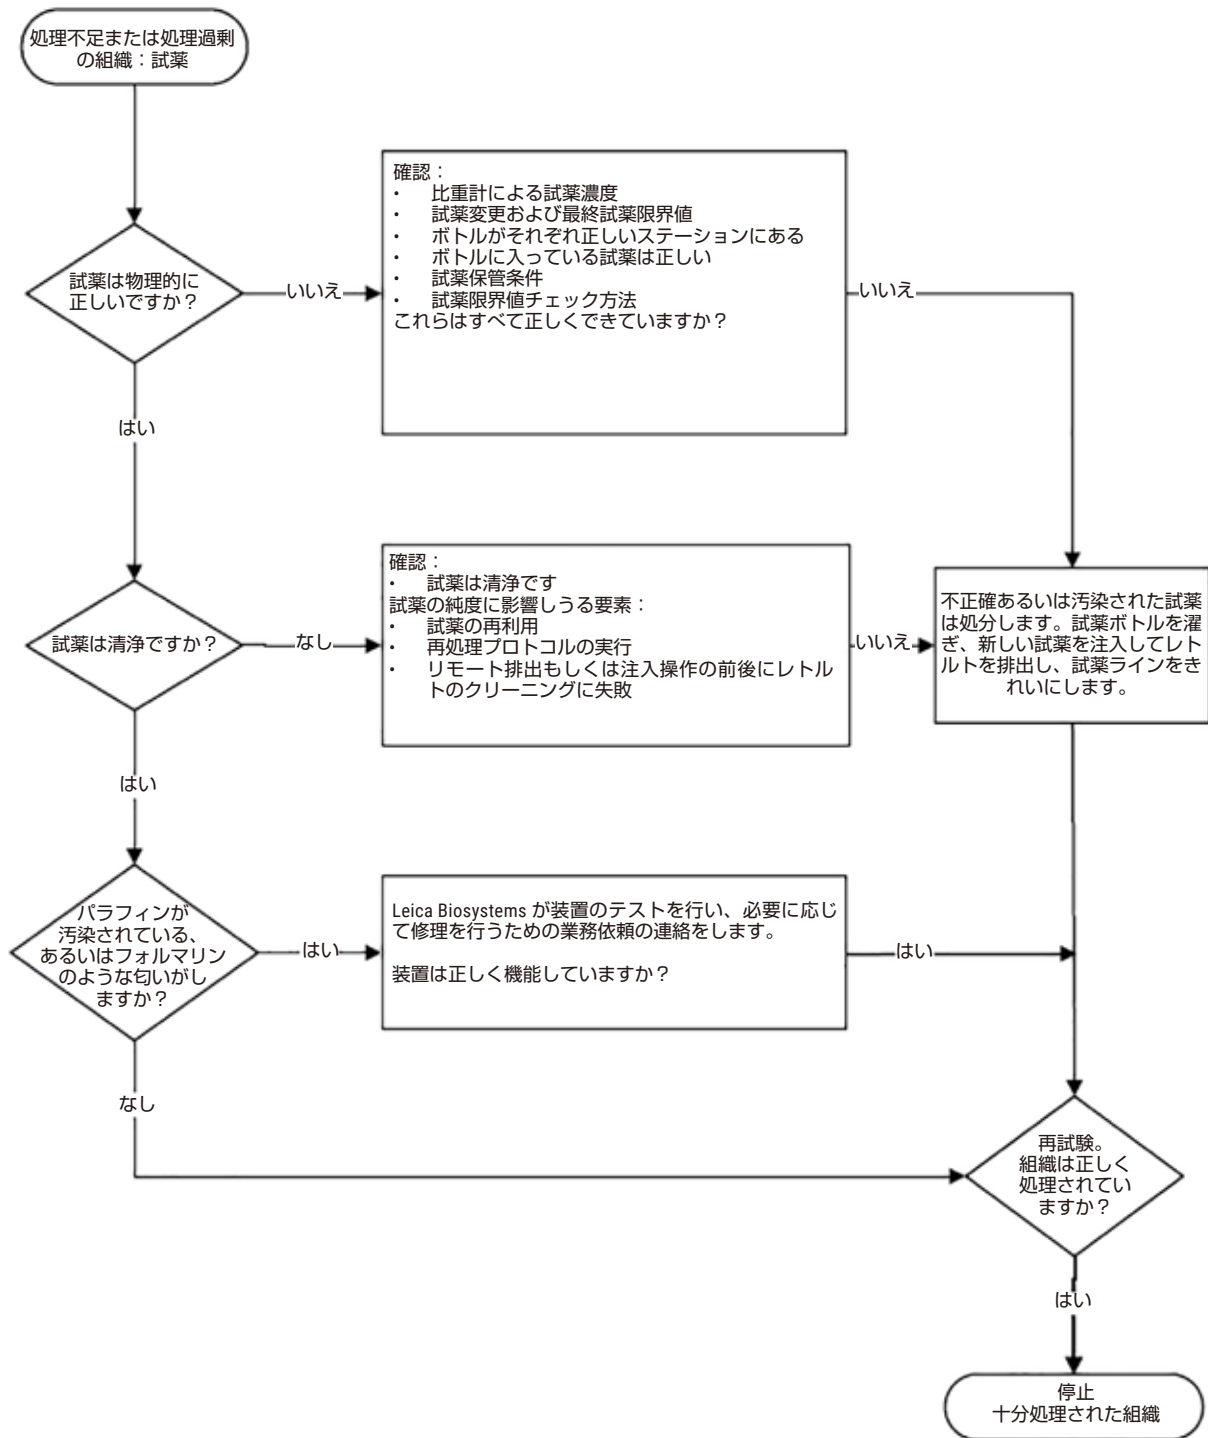 処理不足または処理過剰
の組織：試薬
確認：
• 比重計による試薬濃度
• 試薬変更および最終試薬限界値
• ボトルがそれぞれ正しいステーションにある
• ボトルに入っている試薬は正しい
• 試薬保管条件
• 試薬限界値チェック方法
これらはすべて正しくできていますか？
試薬は物理的に
正しいですか？
いいえ
いいえ
はい
確認：
• 試薬は清浄です
試薬の純度に影響しうる要素：
• 試薬の再利用
• 再処理プロトコルの実行
• リモート排出もしくは注入操作の前後にレトル
トのクリーニングに失敗
試薬は清浄ですか？
なし
いいえ
不正確あるいは汚染された試薬
は処分します。試薬ボトルを濯
ぎ、新しい試薬を注入してレト
ルトを排出し、試薬ラインをき
れいにします。
はい
パラフィンが
汚染されている、
あるいはフォルマリン
のような匂いがし
ますか？
はい
Leica Biosystems が装置のテストを行い、必要に応じ
て修理を行うための業務依頼の連絡をします。
装置は正しく機能していますか？
はい
なし
再試験。
組織は正しく
処理されてい
ますか？
はい
停止
十分処理された組織